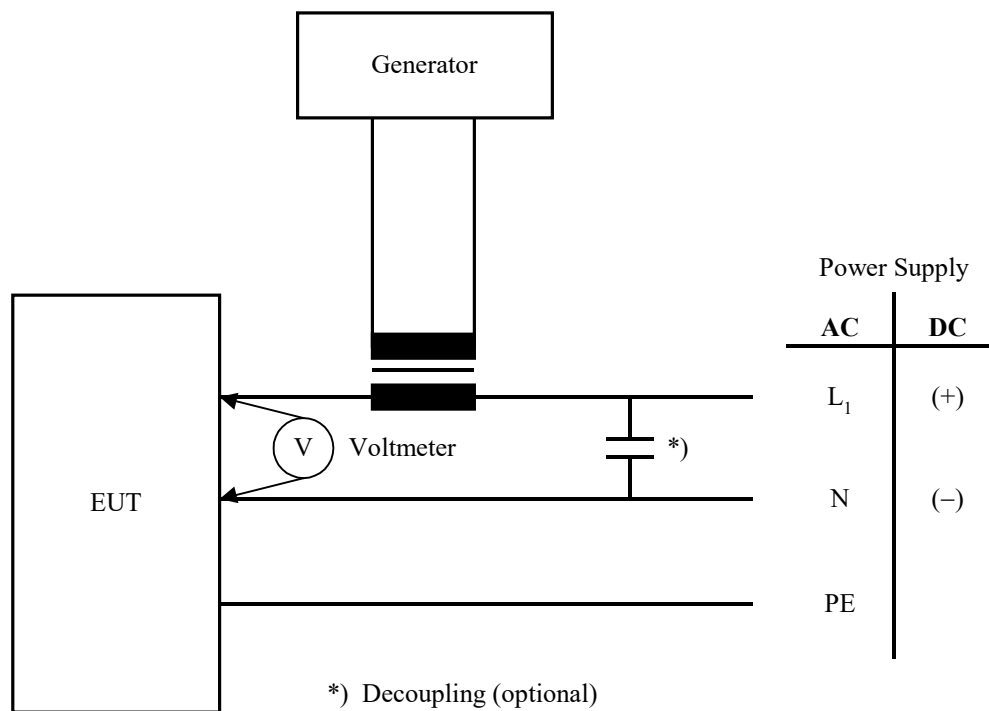 Generator
Power Supply
AC DC
L₁ (+)
V Voltmeter *)
EUT N (−)
PE
*) Decoupling (optional)